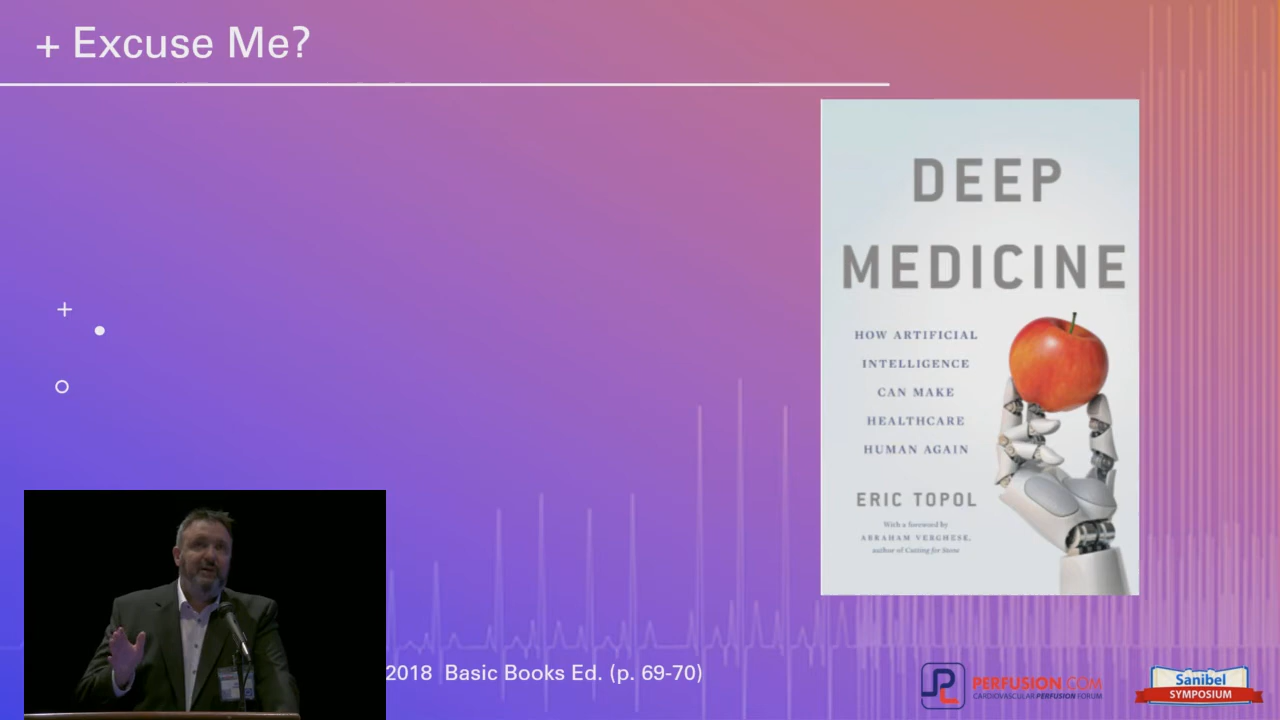 + Excuse Me?
DEEP
MEDICINE
HOW ARTIFICIAL
INTELLIGENCE
CAN MAKE
HEALTHCARE
HUMAN AGAIN
ERIC TOPOL
With a foreword by
ABRAHAM VERGHESE,
author of Cutting for Stone
2018 Basic Books Ed. (p. 69-70)
PL
PERFUSION.COM
CARDIOVASCULAR PERFUSION FORUM
Sanibel
SYMPOSIUM